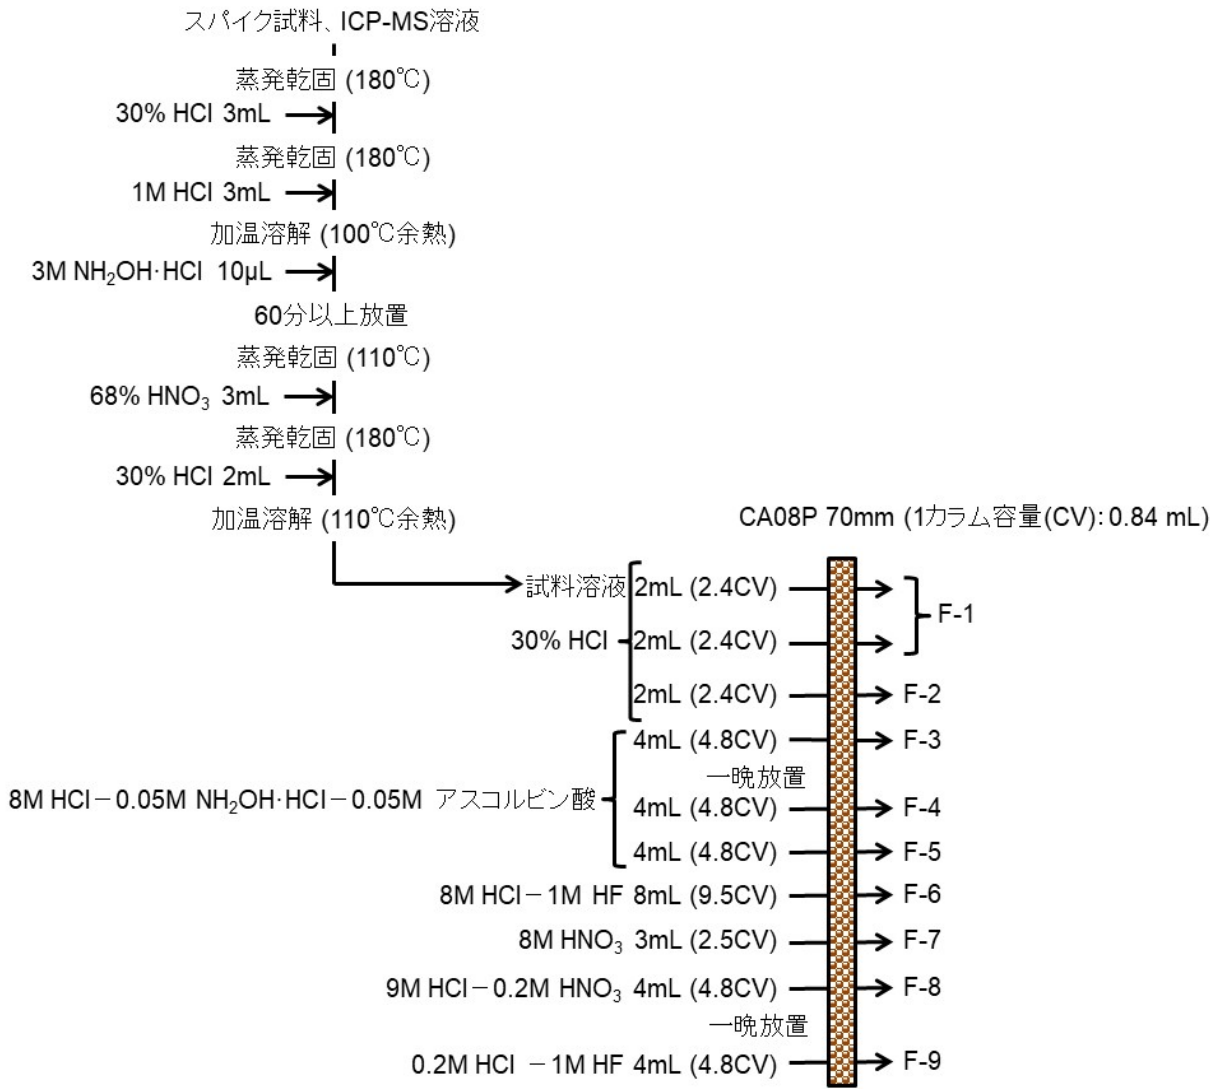 スパイク試料、ICP-MS溶液
蒸発乾固 (180℃)
30% HCl 3mL
蒸発乾固 (180℃)
1M HCl 3mL
加温溶解 (100℃余熱)
3M NH₂OH·HCl 10µL
60分以上放置
蒸発乾固 (110℃)
68% HNO₃ 3mL
蒸発乾固 (180℃)
30% HCl 2mL
加温溶解 (110℃余熱)
CA08P 70mm (1カラム容量(CV): 0.84 mL)
試料溶液 2mL (2.4CV)
F-1
30% HCl 2mL (2.4CV)
2mL (2.4CV) F-2
4mL (4.8CV) F-3
一晩放置
8M HCl－0.05M NH₂OH·HCl－0.05M アスコルビン酸 4mL (4.8CV) F-4
4mL (4.8CV) F-5
8M HCl－1M HF 8mL (9.5CV) F-6
8M HNO₃ 3mL (2.5CV) F-7
9M HCl－0.2M HNO₃ 4mL (4.8CV) F-8
一晩放置
0.2M HCl －1M HF 4mL (4.8CV) F-9